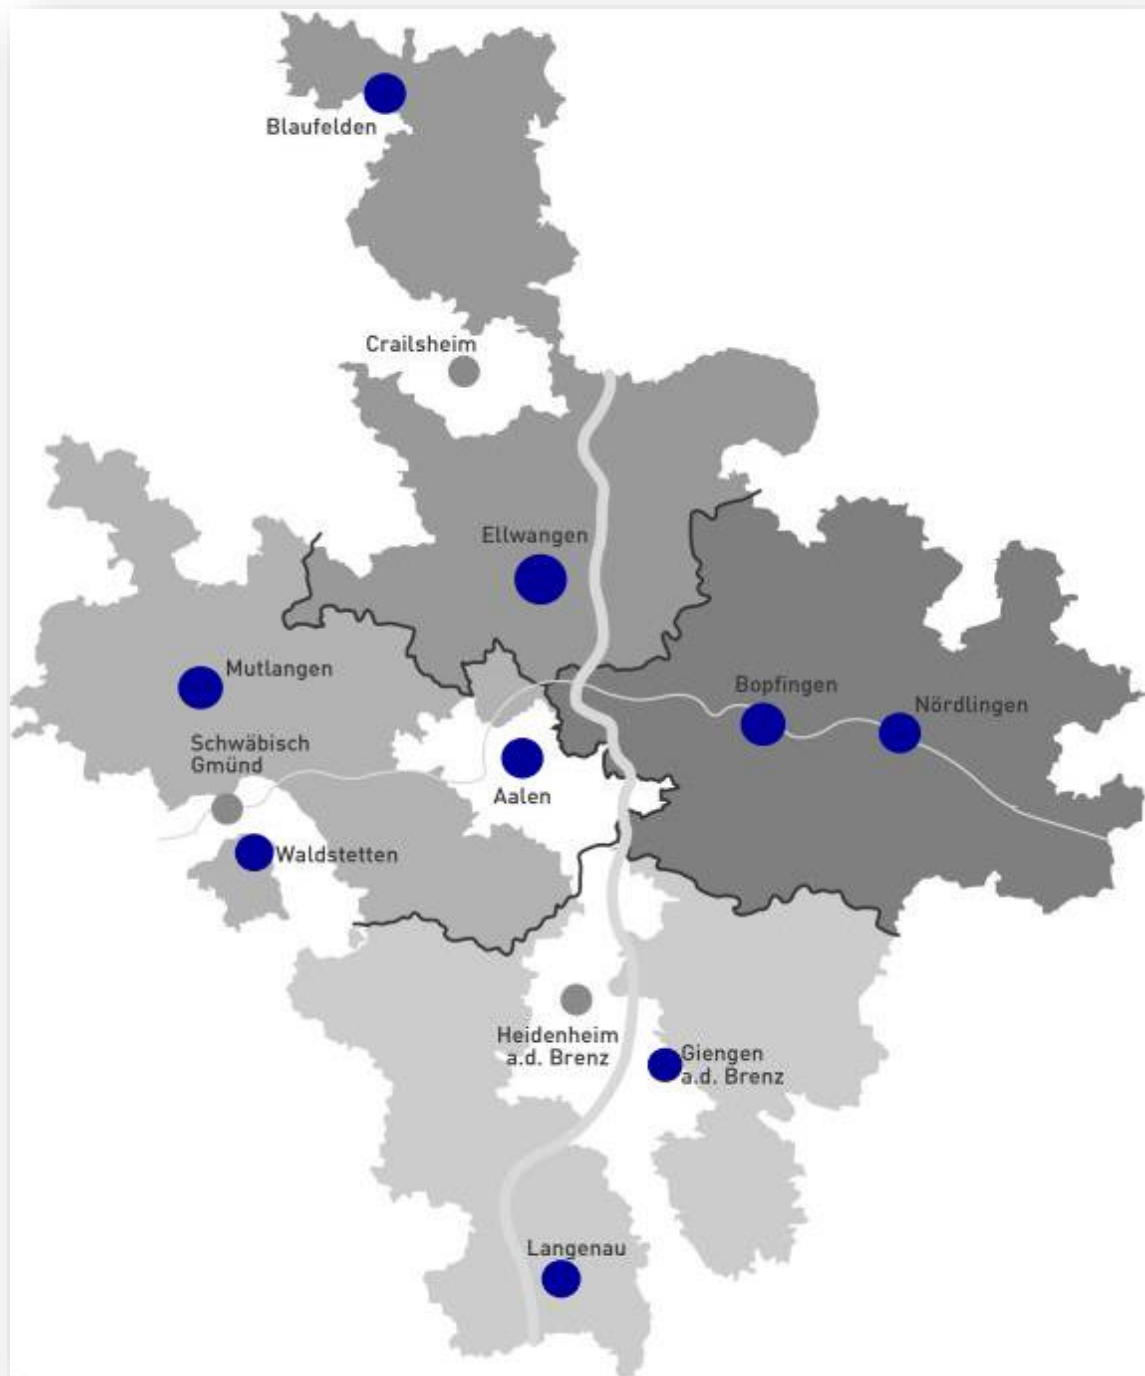 Blaufelden
Crailsheim
Ellwangen
Mutlangen
Bopfingen
Nördlingen
Schwäbisch
Gmünd
Aalen
Waldstetten
Heidenheim
a.d. Brenz
Giengen
a.d. Brenz
Langenau